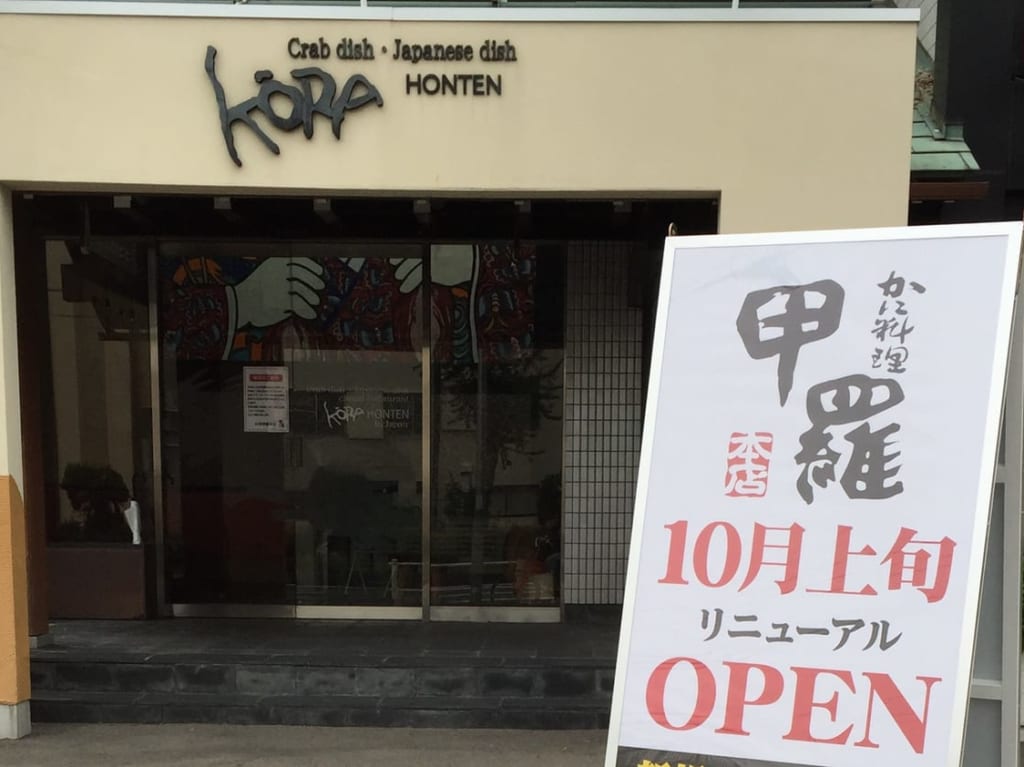 Crab dish・Japanese dish
KŌRA HONTEN
KŌRA HONTEN
かに料理
甲羅
本店
10月上旬
リニューアル
OPEN